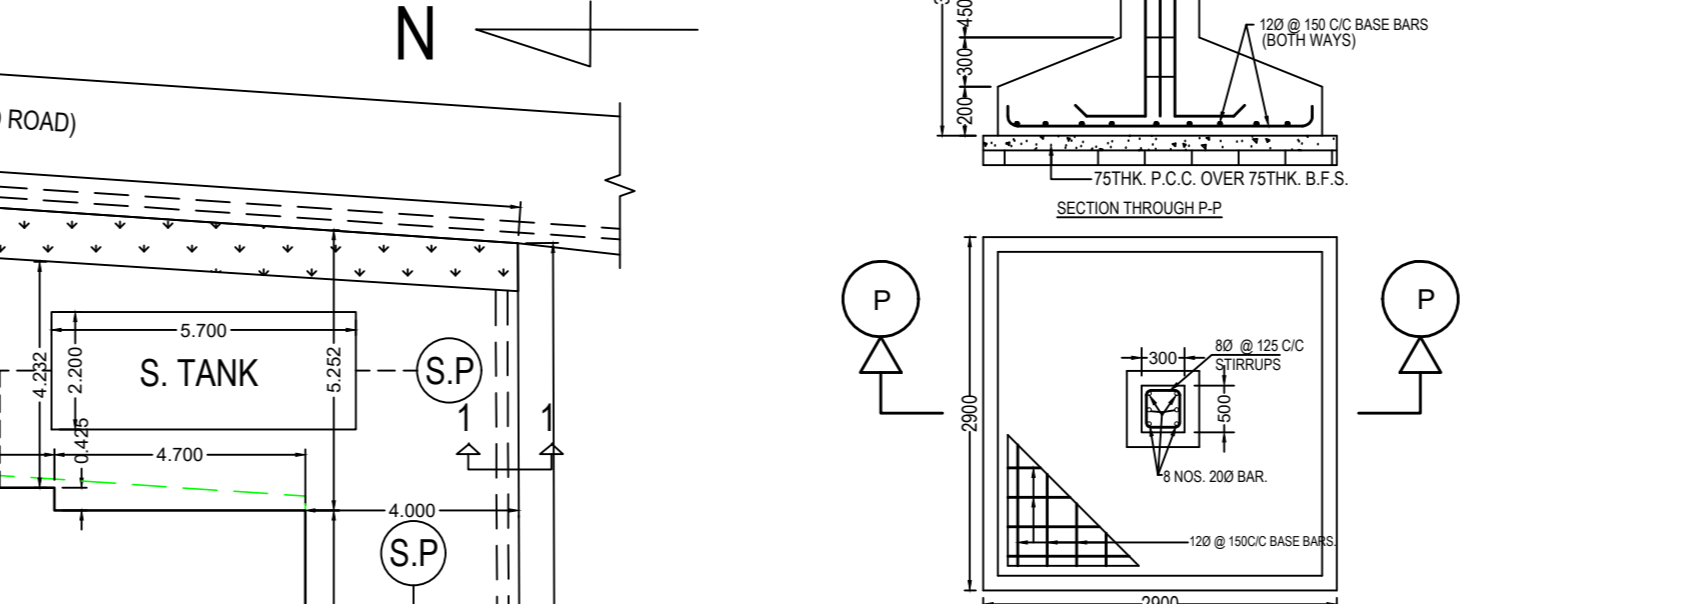 N
ROAD)
5.700
S. TANK
2.200
4.232
0.425
5.252
4.700
4.000
S.P
1
1
S.P
450
300
200
12Ø @ 150 C/C BASE BARS
(BOTH WAYS)
75THK. P.C.C. OVER 75THK. B.F.S.
SECTION THROUGH P-P
P
P
300
8Ø @ 125 C/C
STIRRUPS
500
2900
8 NOS. 20Ø BAR.
12Ø @ 150C/C BASE BARS.
2900